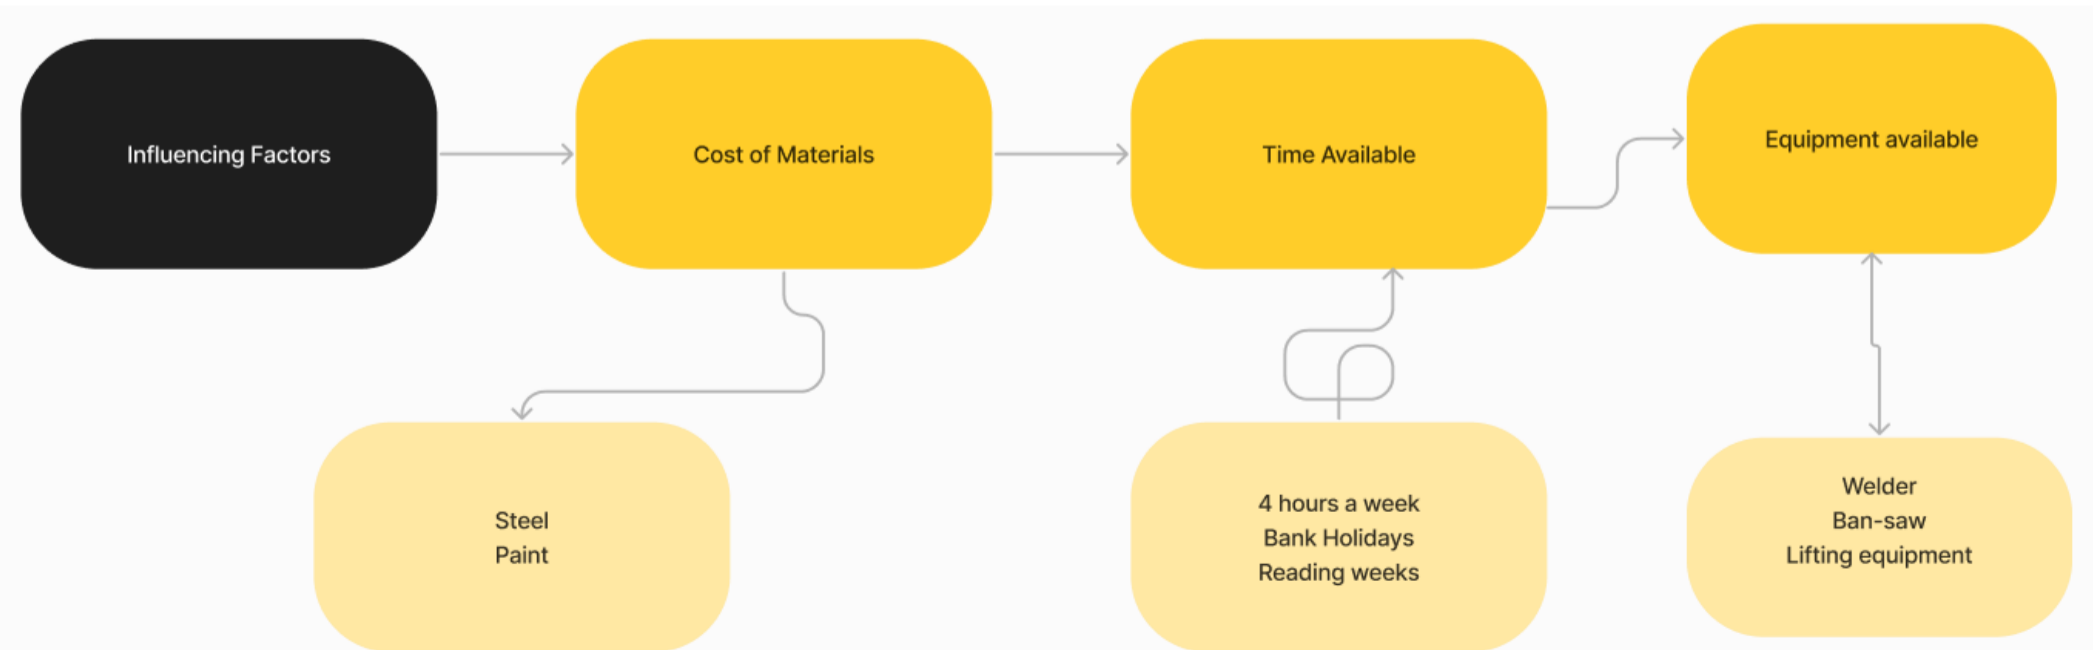 Influencing Factors
Cost of Materials
Time Available
Equipment available
Steel
Paint
4 hours a week
Bank Holidays
Reading weeks
Welder
Ban-saw
Lifting equipment